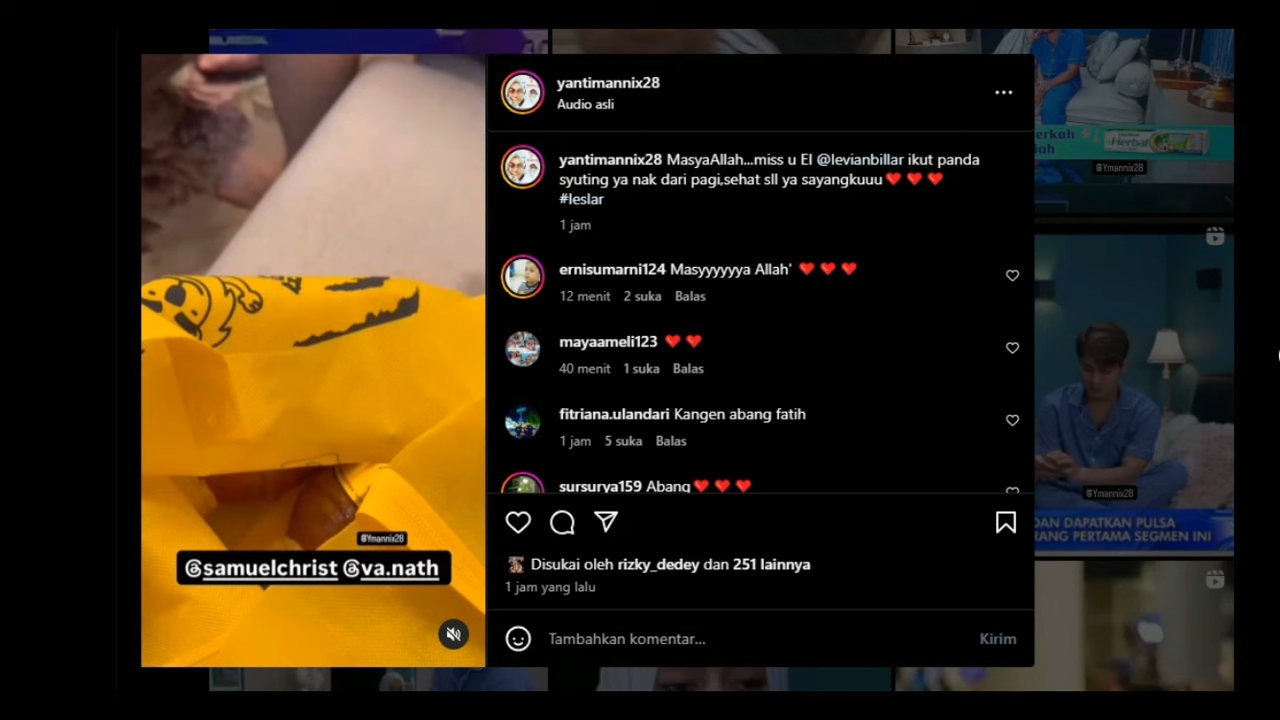 yantimannix28
Audio asli
yantimannix28 MasyaAllah...miss u El @levianbillar ikut panda
syuting ya nak dari pagi,sehat sll ya sayangkuuu❤️❤️❤️
#leslar
1 jam
ernisumarni124 Masyyyyyya Allah' ❤️❤️❤️
12 menit 2 suka Balas
mayaameli123 ❤️❤️
40 menit 1 suka Balas
fitriana.ulandari Kangen abang fatih
1 jam 5 suka Balas
sursurya159 Abang❤️❤️❤️
Disukai oleh rizky_dedey dan 251 lainnya
1 jam yang lalu
Tambahkan komentar...
Kirim
@Ymannix28
@samuelchrist @va.nath
Herbal
@Ymannix28
@Ymannix28
DAN DAPATKAN PULSA
RANG PERTAMA SEGMEN INI